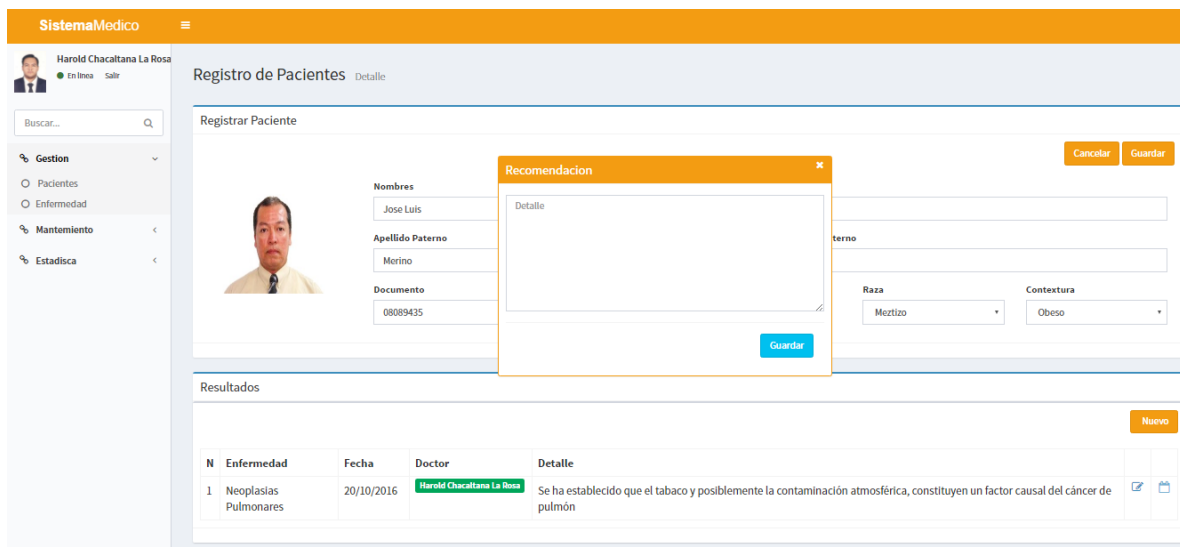 SistemaMedico
Harold Chacaltana La Rosa
En linea Salir
Buscar...
Gestion
Pacientes
Enfermedad
Mantemiento
Estadisca
Registro de Pacientes Detalle
Registrar Paciente
Cancelar Guardar
Nombres
Jose Luis
Apellido Paterno
terno
Merino
Documento
Raza
Contextura
08089435
Meztizo
Obeso
Recomendacion ×
Detalle
Guardar
Resultados
Nuevo
N Enfermedad Fecha Doctor Detalle
1 Neoplasias 20/10/2016 Harold Chacaltana La Rosa Se ha establecido que el tabaco y posiblemente la contaminación atmosférica, constituyen un factor causal del cáncer de
Pulmonares pulmón